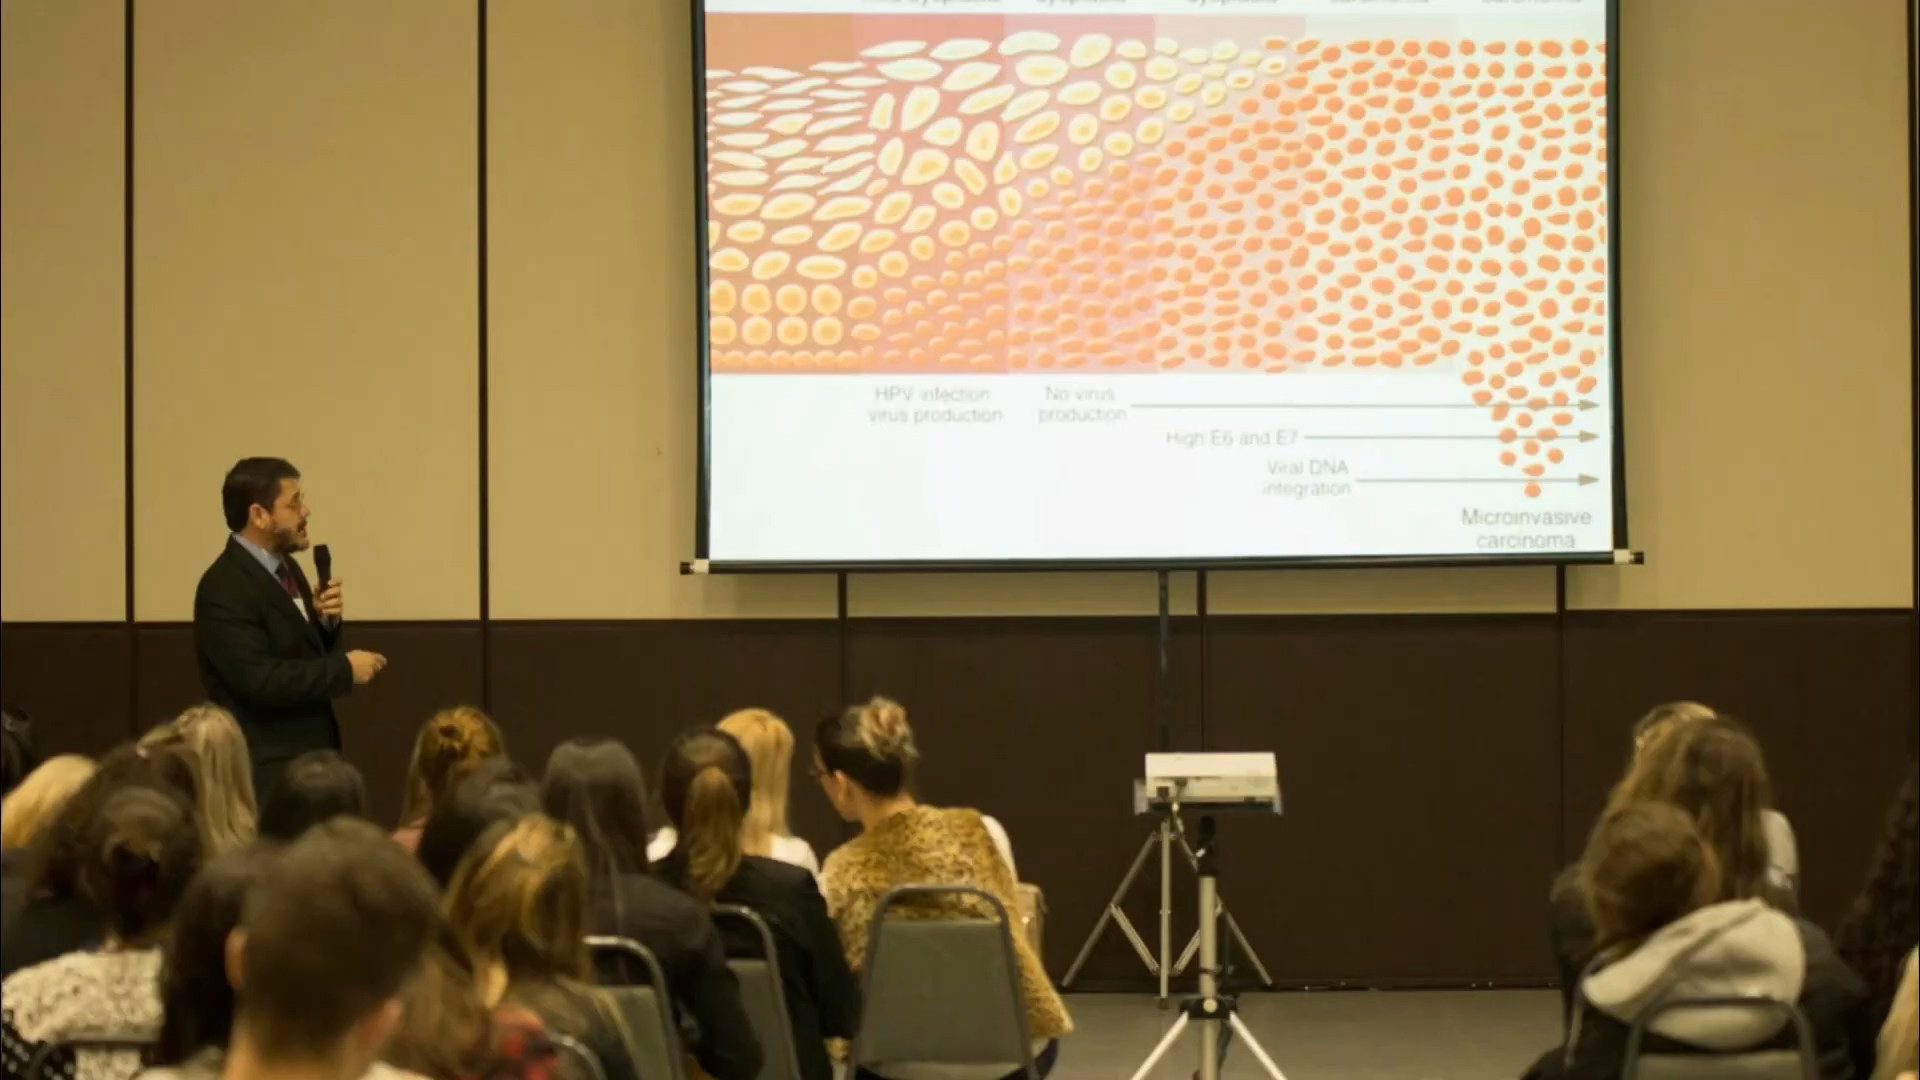 HPV infection
virus production
No virus
production
High E6 and E7
Viral DNA
integration
Microinvasive
carcinoma